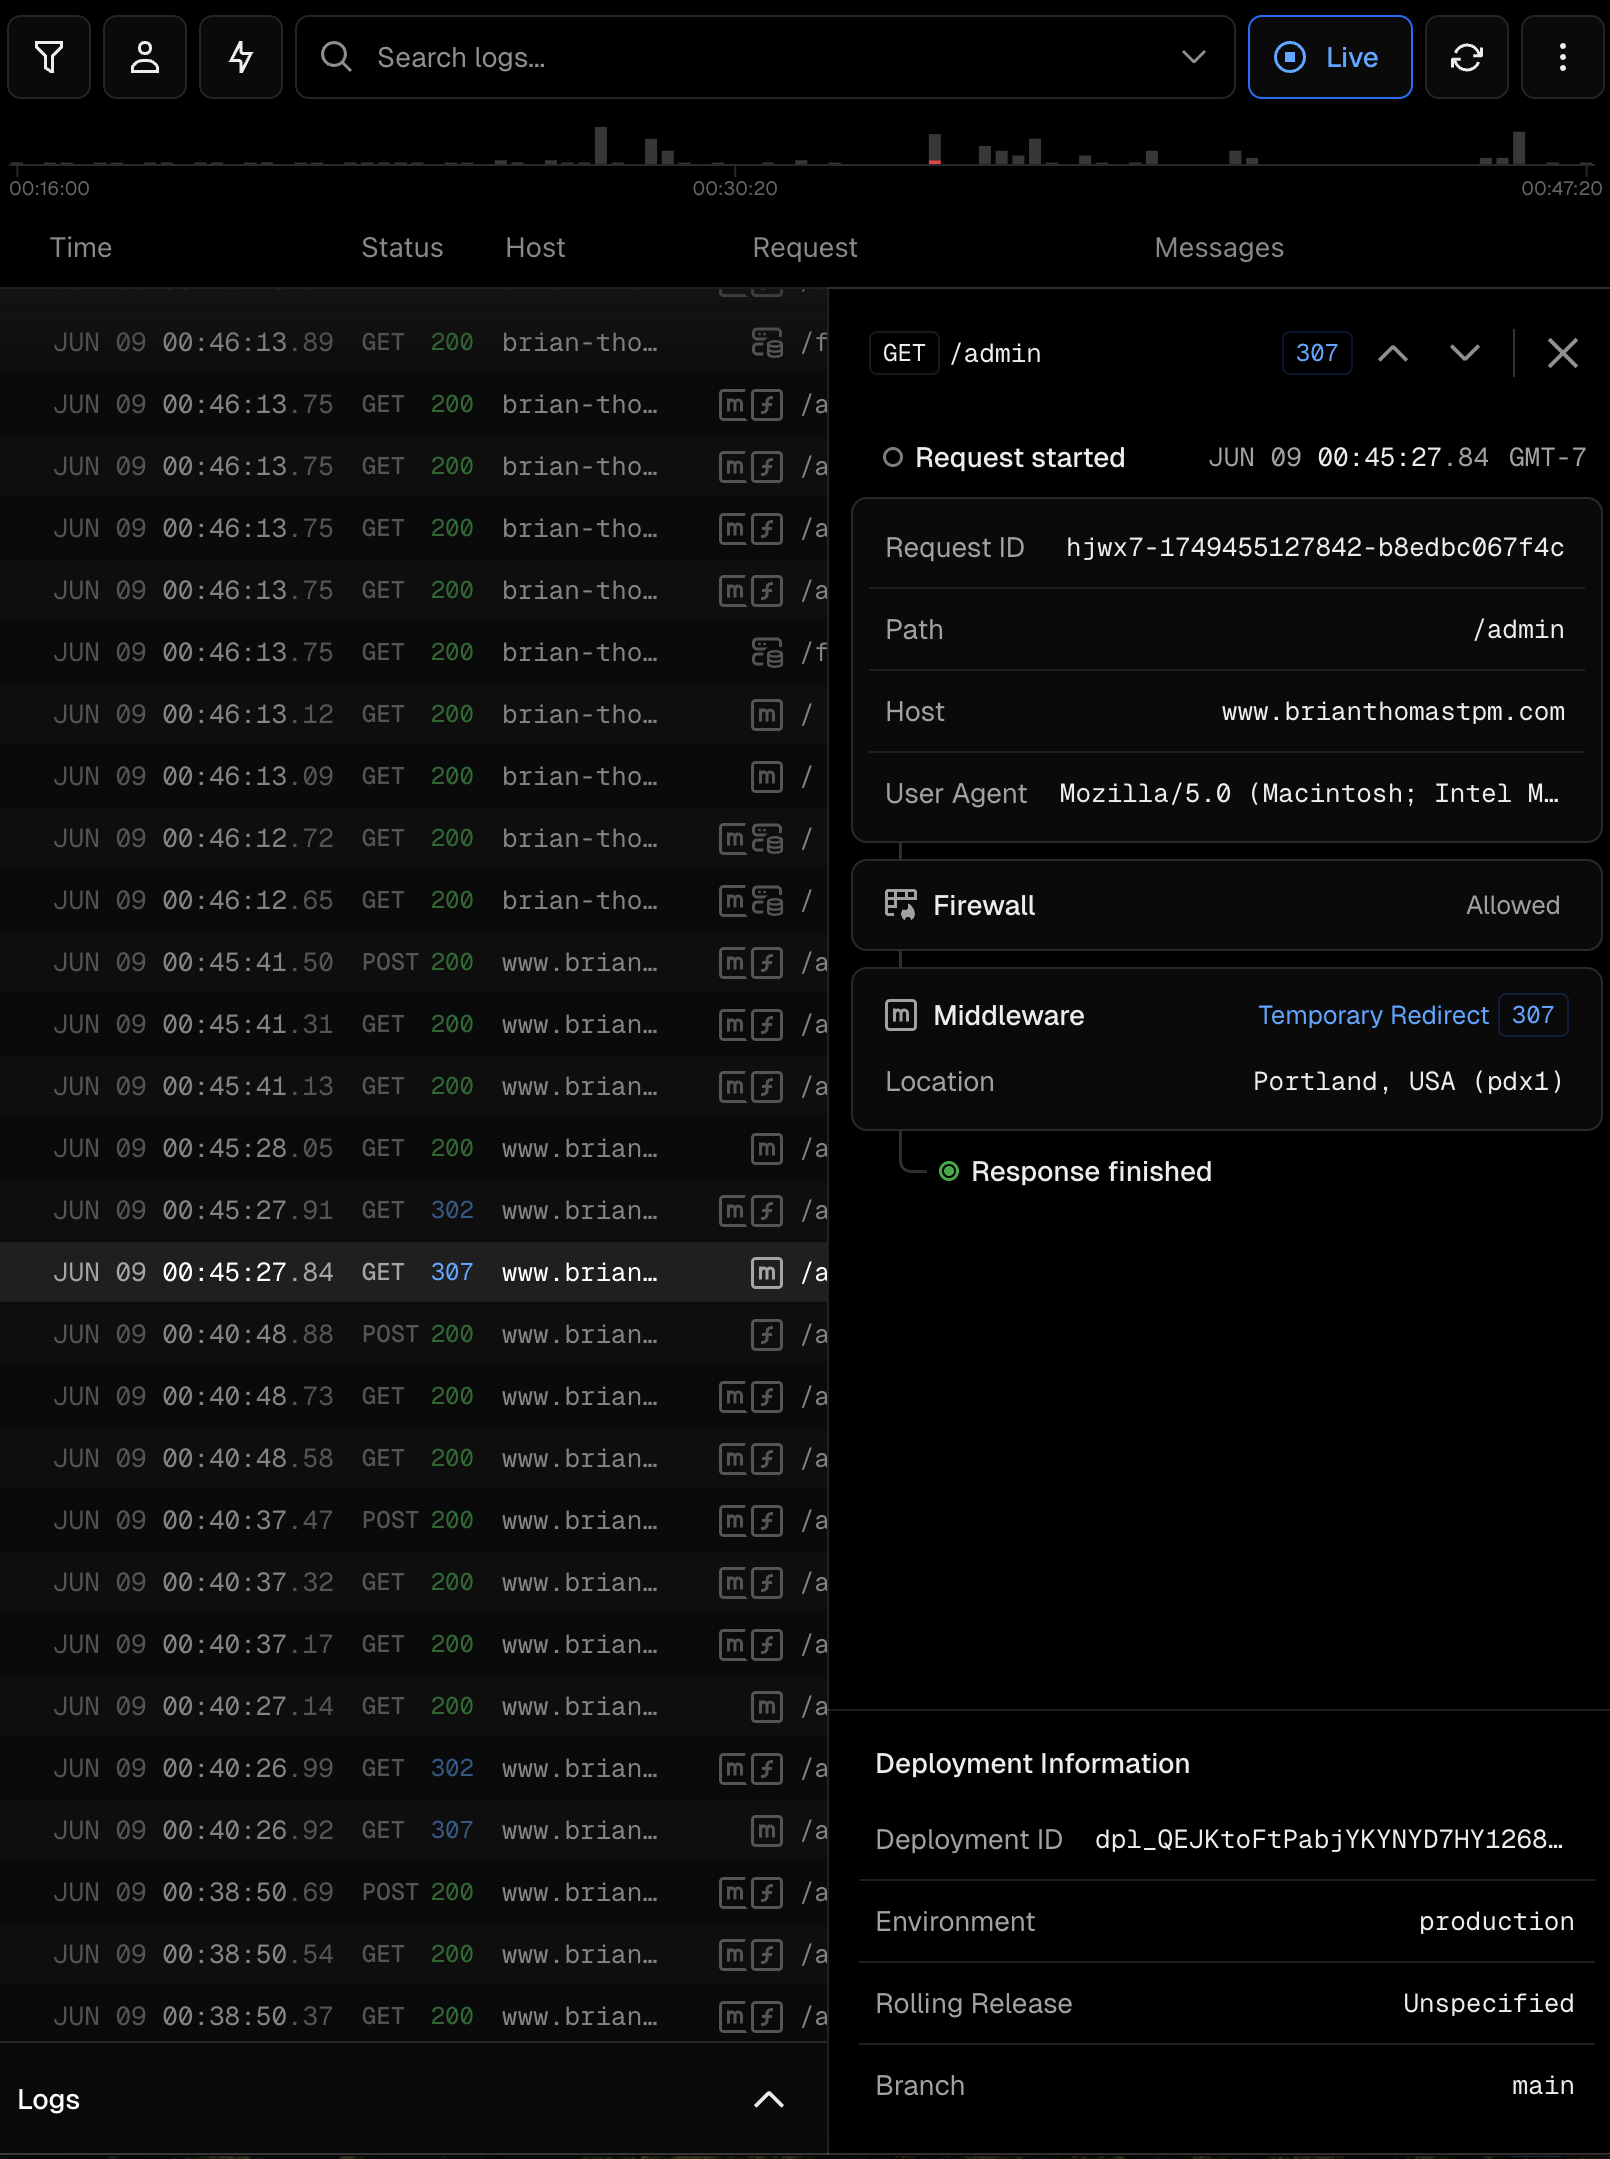 Search logs...
Live
00:16:00 00:30:20 00:47:20
Time Status Host Request Messages
JUN 09 00:46:13.89 GET 200 brian-tho… /f
JUN 09 00:46:13.75 GET 200 brian-tho… m f /a
JUN 09 00:46:13.75 GET 200 brian-tho… m f /a
JUN 09 00:46:13.75 GET 200 brian-tho… m f /a
JUN 09 00:46:13.75 GET 200 brian-tho… m f /a
JUN 09 00:46:13.75 GET 200 brian-tho… /f
JUN 09 00:46:13.12 GET 200 brian-tho… m /
JUN 09 00:46:13.09 GET 200 brian-tho… m /
JUN 09 00:46:12.72 GET 200 brian-tho… m /
JUN 09 00:46:12.65 GET 200 brian-tho… m /
JUN 09 00:45:41.50 POST 200 www.brian… m f /a
JUN 09 00:45:41.31 GET 200 www.brian… m f /a
JUN 09 00:45:41.13 GET 200 www.brian… m f /a
JUN 09 00:45:28.05 GET 200 www.brian… m /a
JUN 09 00:45:27.91 GET 302 www.brian… m f /a
JUN 09 00:45:27.84 GET 307 www.brian… m /a
JUN 09 00:40:48.88 POST 200 www.brian… f /a
JUN 09 00:40:48.73 GET 200 www.brian… m f /a
JUN 09 00:40:48.58 GET 200 www.brian… m f /a
JUN 09 00:40:37.47 POST 200 www.brian… m f /a
JUN 09 00:40:37.32 GET 200 www.brian… m f /a
JUN 09 00:40:37.17 GET 200 www.brian… m f /a
JUN 09 00:40:27.14 GET 200 www.brian… m /a
JUN 09 00:40:26.99 GET 302 www.brian… m f /a
JUN 09 00:40:26.92 GET 307 www.brian… m /a
JUN 09 00:38:50.69 POST 200 www.brian… m f /a
JUN 09 00:38:50.54 GET 200 www.brian… m f /a
JUN 09 00:38:50.37 GET 200 www.brian… m f /a
Logs
GET /admin 307
Request started JUN 09 00:45:27.84 GMT-7
Request ID hjwx7-1749455127842-b8edbc067f4c
Path /admin
Host www.brianthomastpm.com
User Agent Mozilla/5.0 (Macintosh; Intel M…
Firewall Allowed
m Middleware Temporary Redirect 307
Location Portland, USA (pdx1)
Response finished
Deployment Information
Deployment ID dpl_QEJKtoFtPabjYKYNYD7HY1268…
Environment production
Rolling Release Unspecified
Branch main